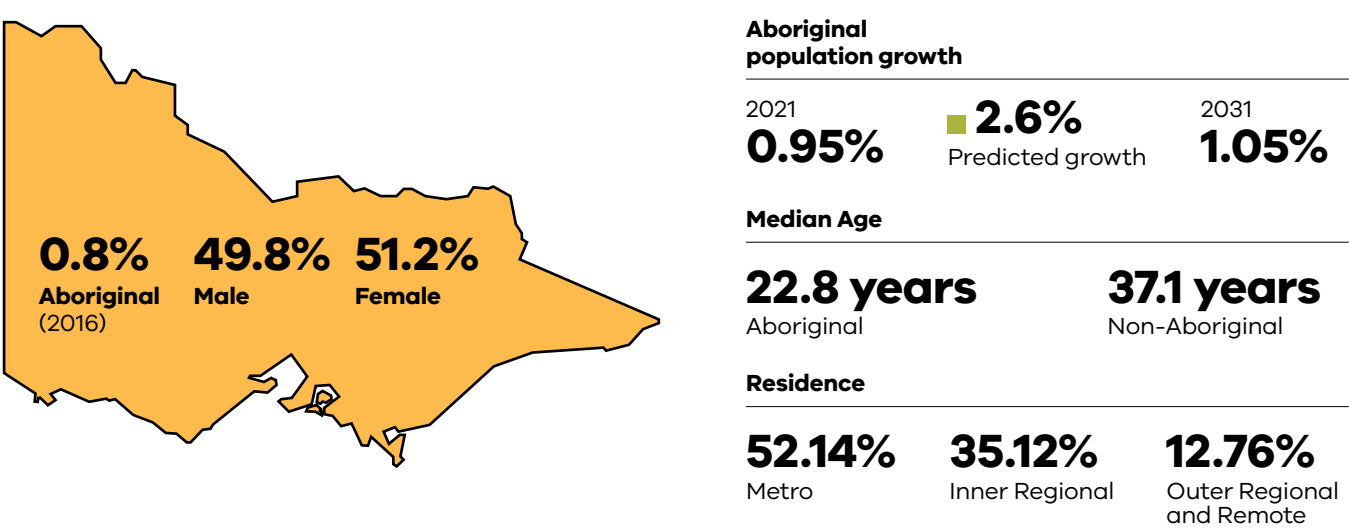 0.8%
Aboriginal
(2016)
49.8%
Male
51.2%
Female
Aboriginal
population growth
2021
0.95%
2.6%
Predicted growth
2031
1.05%
Median Age
22.8 years
Aboriginal
37.1 years
Non-Aboriginal
Residence
52.14%
Metro
35.12%
Inner Regional
12.76%
Outer Regional
and Remote